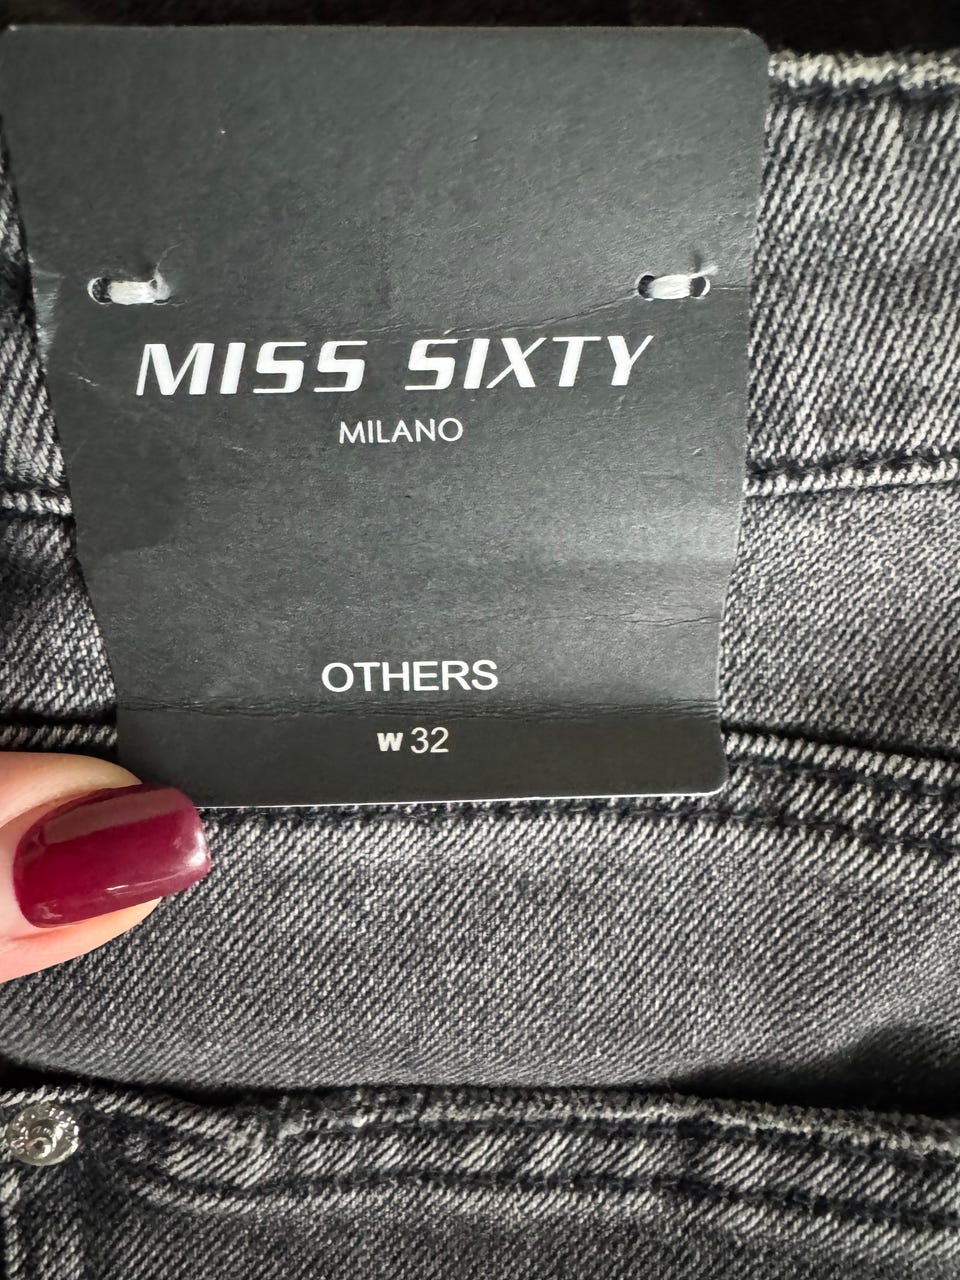 MISS SIXTY
MILANO
OTHERS
W 32